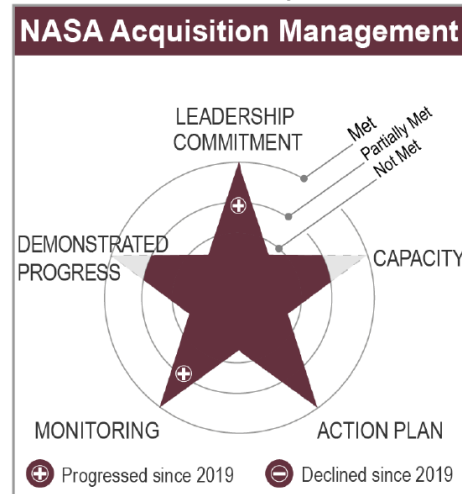 NASA Acquisition Management
LEADERSHIP
COMMITMENT
Met
Partially Met
Not Met
DEMONSTRATED
PROGRESS
CAPACITY
MONITORING
ACTION PLAN
Progressed since 2019
Declined since 2019